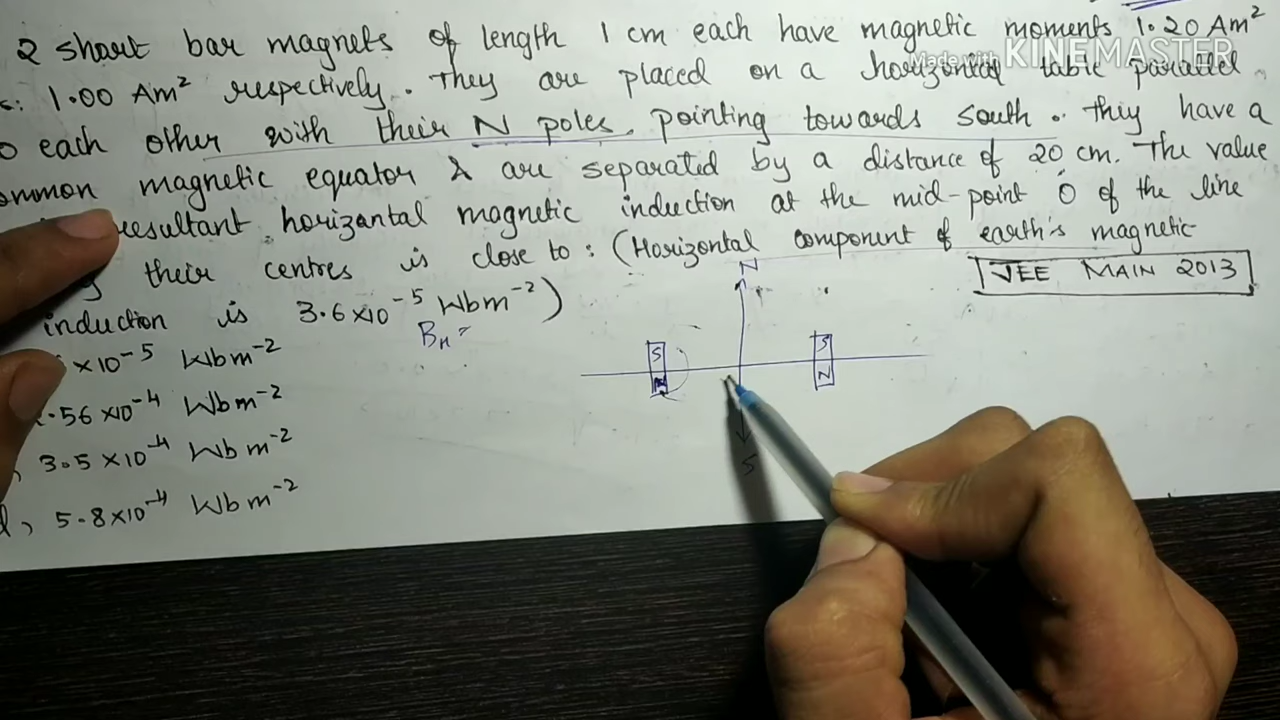 2 short bar magnets of length 1 cm each have magnetic moments 1.20 Am²
1.00 Am² respectively. They are placed on a horizontal table parallel
each other with their N poles, pointing towards south. They have a
magnetic equator & are separated by a distance of 20 cm. The value
resultant horizantal magnetic induction at the mid-point O of the line
their centres is close to: (Horizontal component of earth's magnetic
induction is 3.6×10⁻⁵ Wbm⁻²)
JEE MAIN 2013
×10⁻⁵ Wbm⁻²
.56×10⁻⁴ Wbm⁻²
3.5×10⁻⁴ Wbm⁻²
d, 5.8×10⁻⁴ Wbm⁻²
B_H =
N
S S
N N
S
Made with KINEMASTER